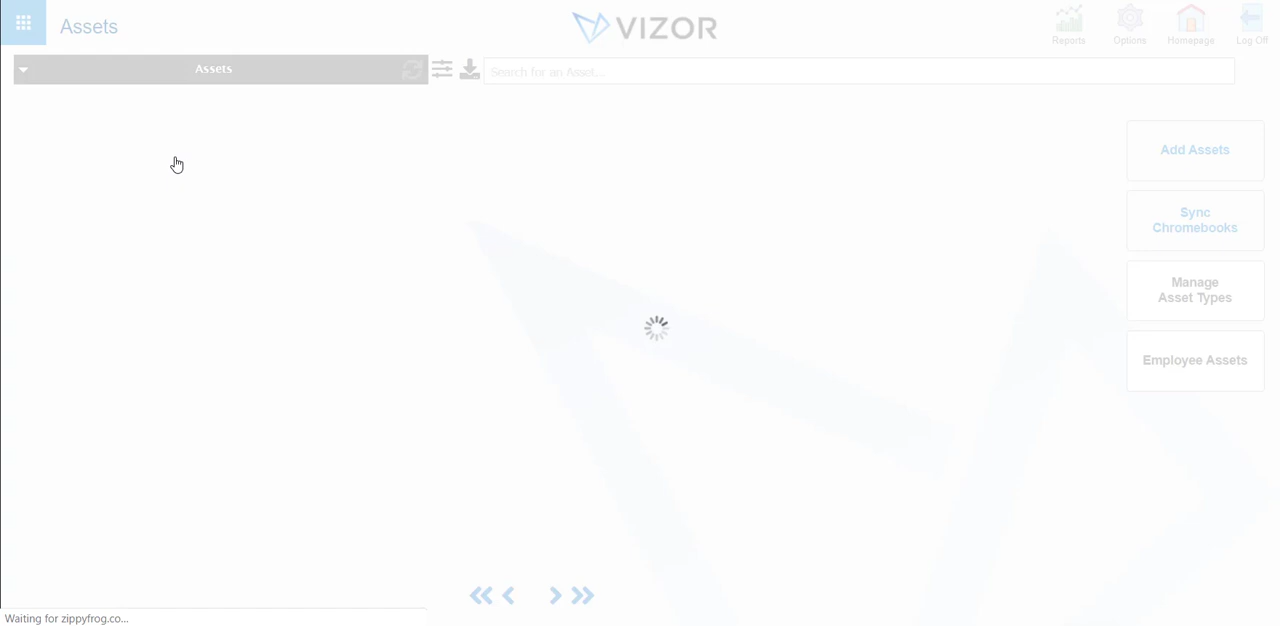 Assets
VIZOR
Reports
Options
Homepage
Log Off
Assets
Search for an Asset...
Add Assets
Sync
Chromebooks
Manage
Asset Types
Employee Assets
Waiting for zippyfrog.co...